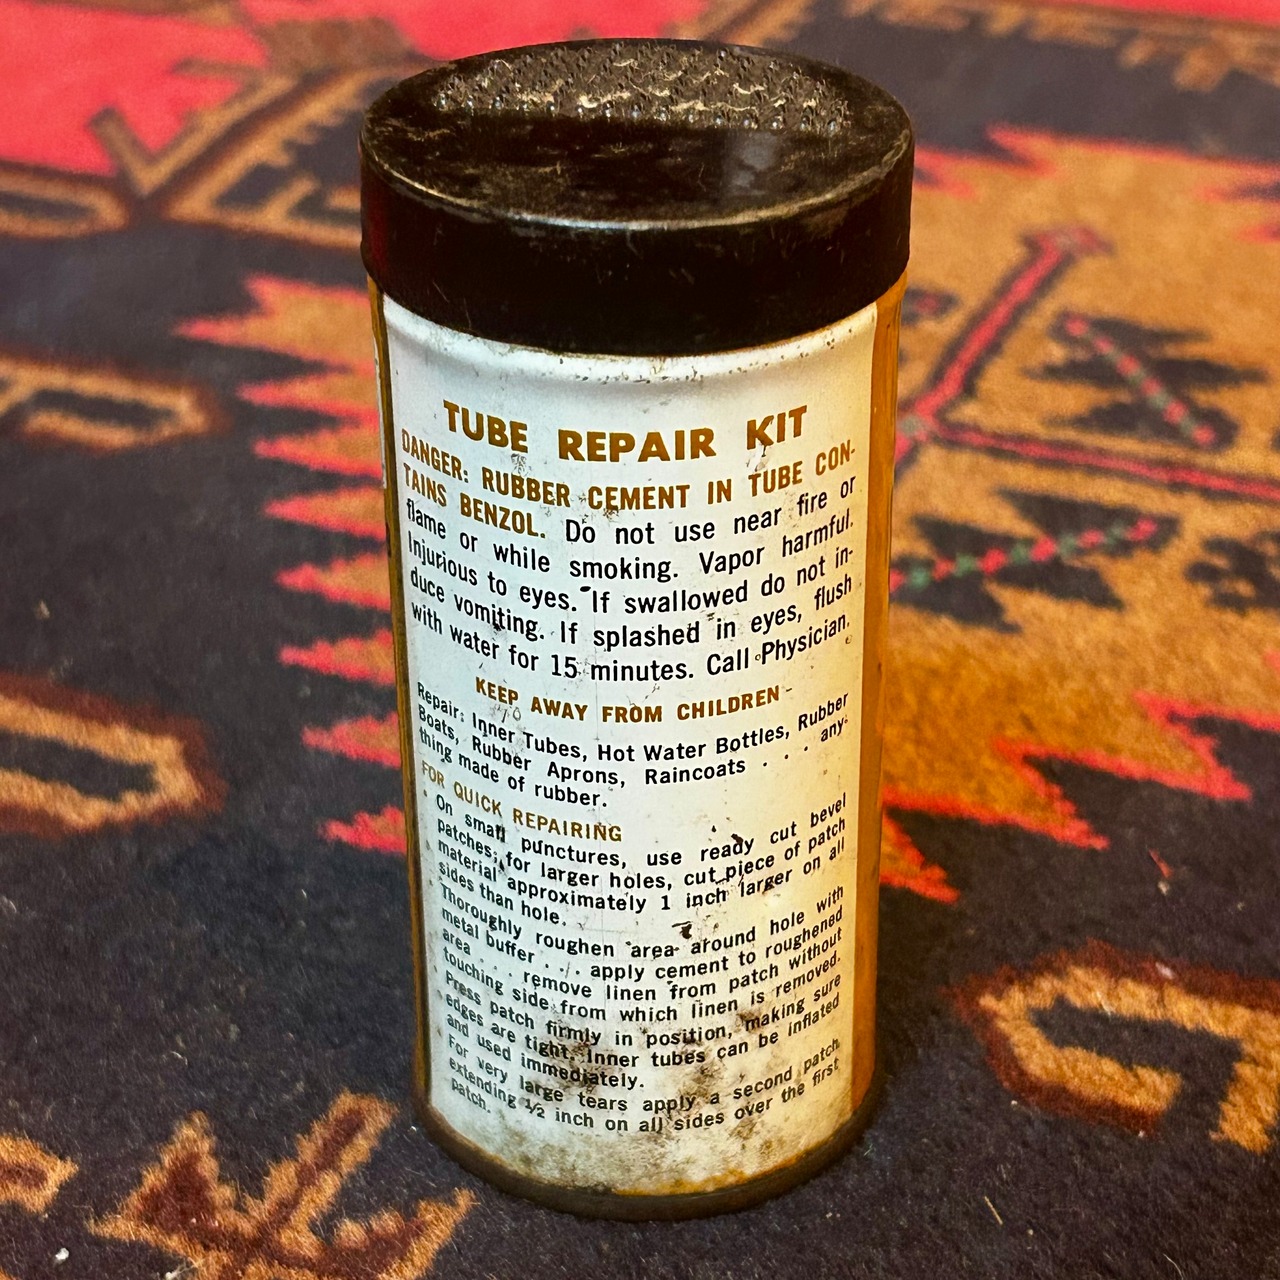 TUBE REPAIR KIT
DANGER: RUBBER CEMENT IN TUBE CON-
TAINS BENZOL. Do not use near fire or
flame or while smoking. Vapor harmful.
Injurious to eyes. If swallowed do not in-
duce vomiting. If splashed in eyes, flush
with water for 15 minutes. Call Physician.
KEEP AWAY FROM CHILDREN
Repair: Inner Tubes, Hot Water Bottles, Rubber
Boats, Rubber Aprons, Raincoats . . . any-
thing made of rubber.
FOR QUICK REPAIRING
• On small punctures, use ready cut bevel
patches; for larger holes, cut piece of patch
material approximately 1 inch larger on all
sides than hole.
• Thoroughly roughen area around hole with
metal buffer . . . apply cement to roughened
area . . . remove linen from patch without
touching side from which linen is removed.
• Press patch firmly in position, making sure
edges are tight. Inner tubes can be inflated
and used immediately.
• For very large tears apply a second patch,
extending ½ inch on all sides over the first
patch.